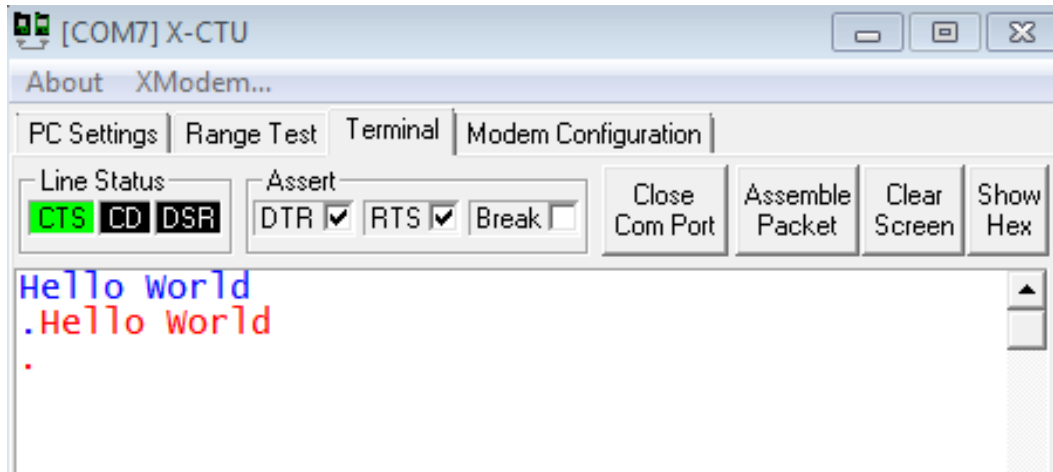 [COM7] X-CTU
About XModem...
PC Settings Range Test Terminal Modem Configuration
Line Status Assert
CTS CD DSR DTR RTS Break
Close Com Port
Assemble Packet
Clear Screen
Show Hex
Hello World
.Hello World
.